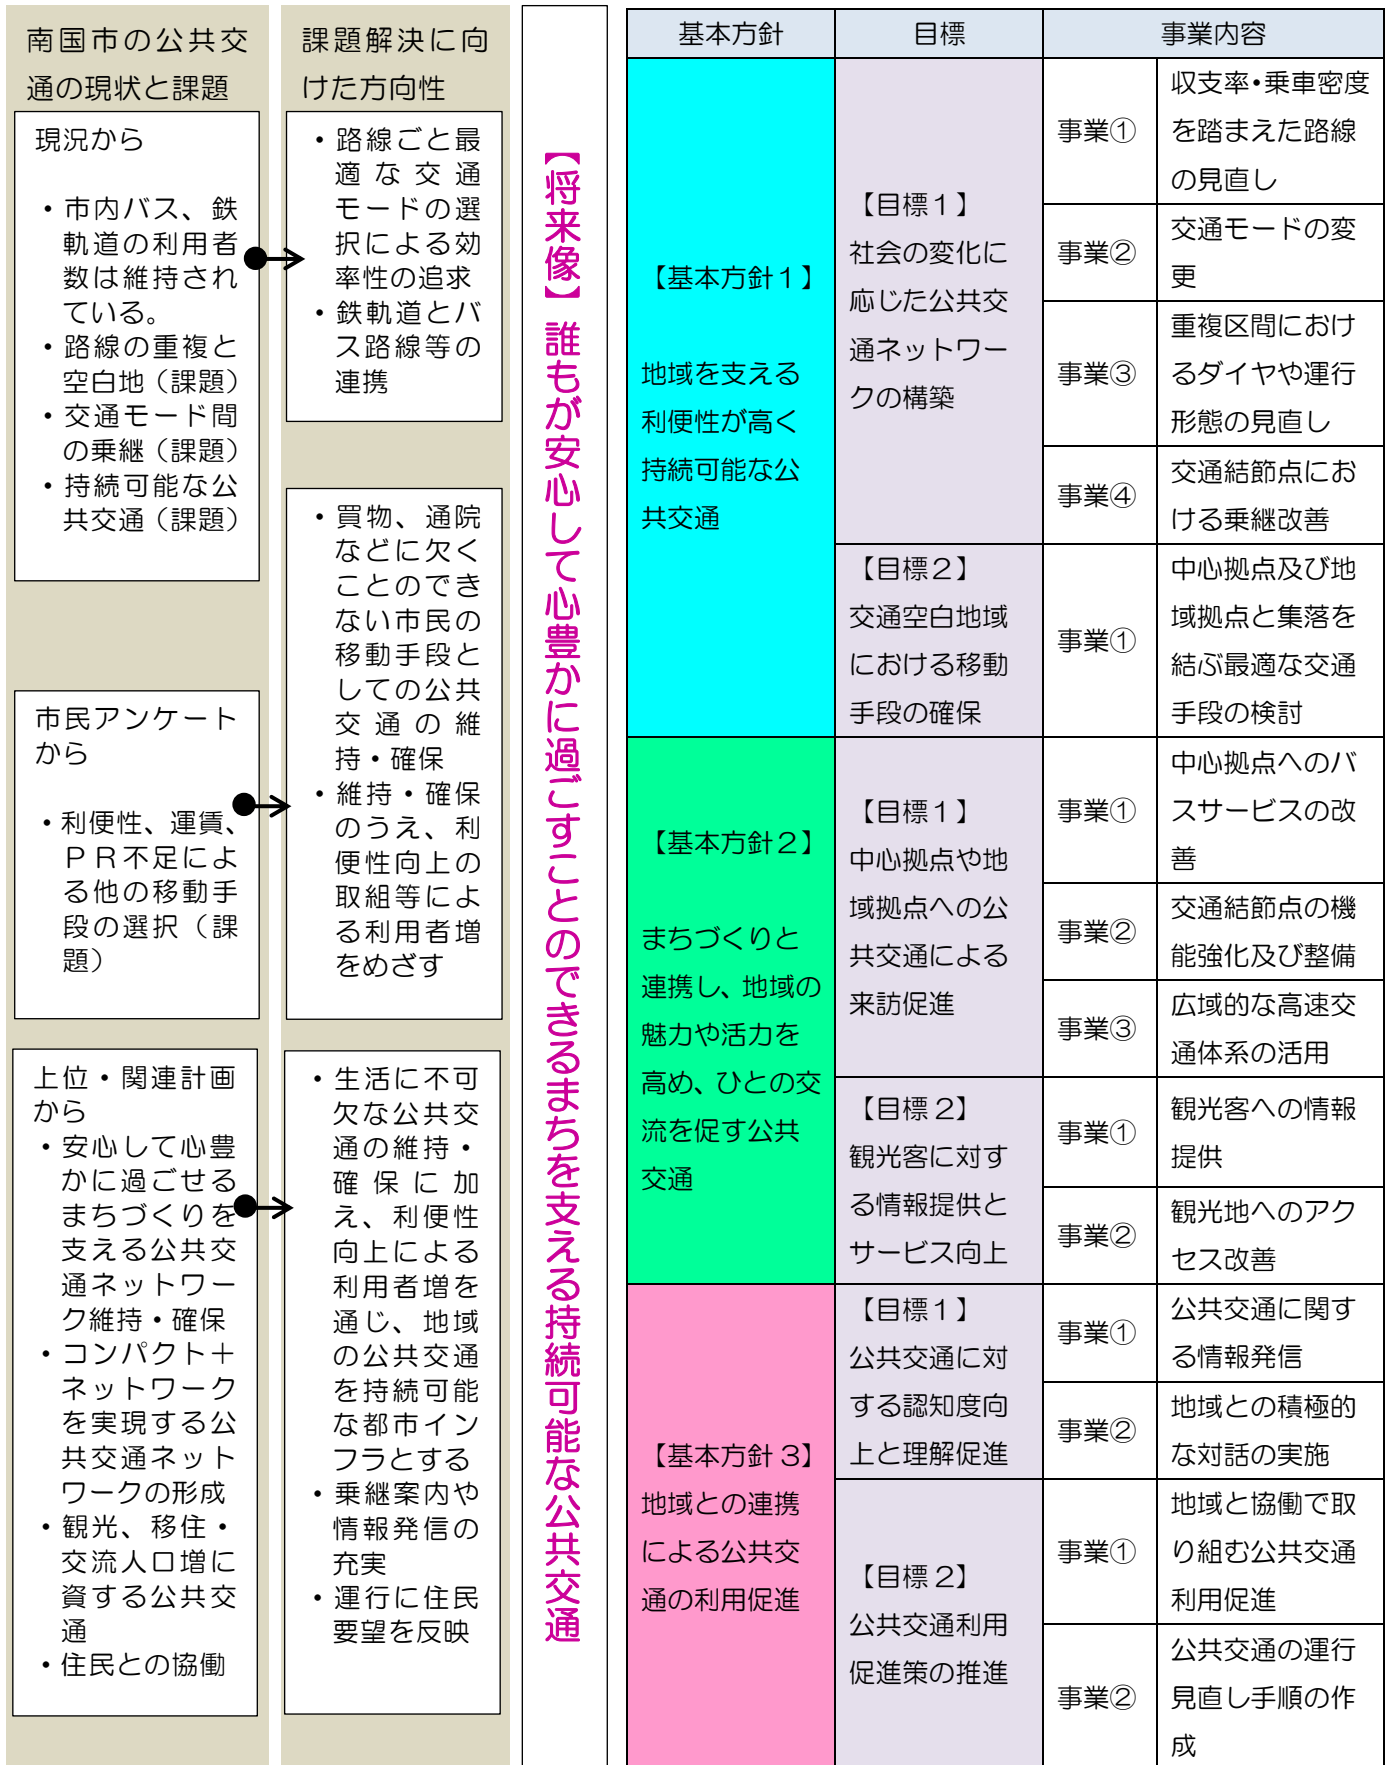 南国市の公共交
通の現状と課題
現況から
・市内バス、鉄
軌道の利用者
数は維持され
ている。
・路線の重複と
空白地（課題）
・交通モード間
の乗継（課題）
・持続可能な公
共交通（課題）
市民アンケート
から
・利便性、運賃、
ＰＲ不足によ
る他の移動手
段の選択（課
題）
上位・関連計画
から
・安心して心豊
かに過ごせる
まちづくりを
支える公共交
通ネットワー
ク維持・確保
・コンパクト＋
ネットワーク
を実現する公
共交通ネット
ワークの形成
・観光、移住・
交流人口増に
資する公共交
通
・住民との協働
課題解決に向
けた方向性
・路線ごと最
適な交通
モードの選
択による効
率性の追求
・鉄軌道とバ
ス路線等の
連携
・買物、通院
などに欠く
ことのでき
ない市民の
移動手段と
しての公共
交通の維
持・確保
・維持・確保
のうえ、利
便性向上の
取組等によ
る利用者増
をめざす
・生活に不可
欠な公共交
通の維持・
確保に加
え、利便性
向上による
利用者増を
通じ、地域
の公共交通
を持続可能
な都市イン
フラとする
・乗継案内や
情報発信の
充実
・運行に住民
要望を反映
【将来像】誰もが安心して心豊かに過ごすことのできるまちを支える持続可能な公共交通
基本方針
目標
事業内容
【基本方針１】
地域を支える
利便性が高く
持続可能な公
共交通
【目標１】
社会の変化に
応じた公共交
通ネットワー
クの構築
事業①
収支率・乗車密度
を踏まえた路線
の見直し
事業②
交通モードの変
更
事業③
重複区間におけ
るダイヤや運行
形態の見直し
事業④
交通結節点にお
ける乗継改善
【目標２】
交通空白地域
における移動
手段の確保
事業①
中心拠点及び地
域拠点と集落を
結ぶ最適な交通
手段の検討
【基本方針２】
まちづくりと
連携し、地域の
魅力や活力を
高め、ひとの交
流を促す公共
交通
【目標１】
中心拠点や地
域拠点への公
共交通による
来訪促進
事業①
中心拠点へのバ
スサービスの改
善
事業②
交通結節点の機
能強化及び整備
事業③
広域的な高速交
通体系の活用
【目標２】
観光客に対す
る情報提供と
サービス向上
事業①
観光客への情報
提供
事業②
観光地へのアク
セス改善
【基本方針３】
地域との連携
による公共交
通の利用促進
【目標１】
公共交通に対
する認知度向
上と理解促進
事業①
公共交通に関す
る情報発信
事業②
地域との積極的
な対話の実施
【目標２】
公共交通利用
促進策の推進
事業①
地域と協働で取
り組む公共交通
利用促進
事業②
公共交通の運行
見直し手順の作
成